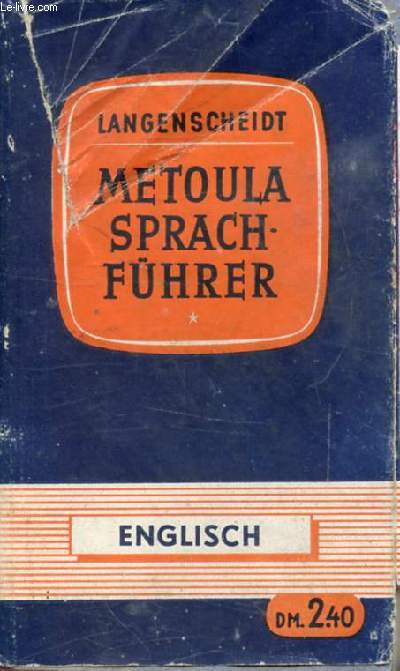 Le-livre.com
LANGENSCHEIDT
METOULA
SPRACH-
FÜHRER
ENGLISCH
DM. 2.40